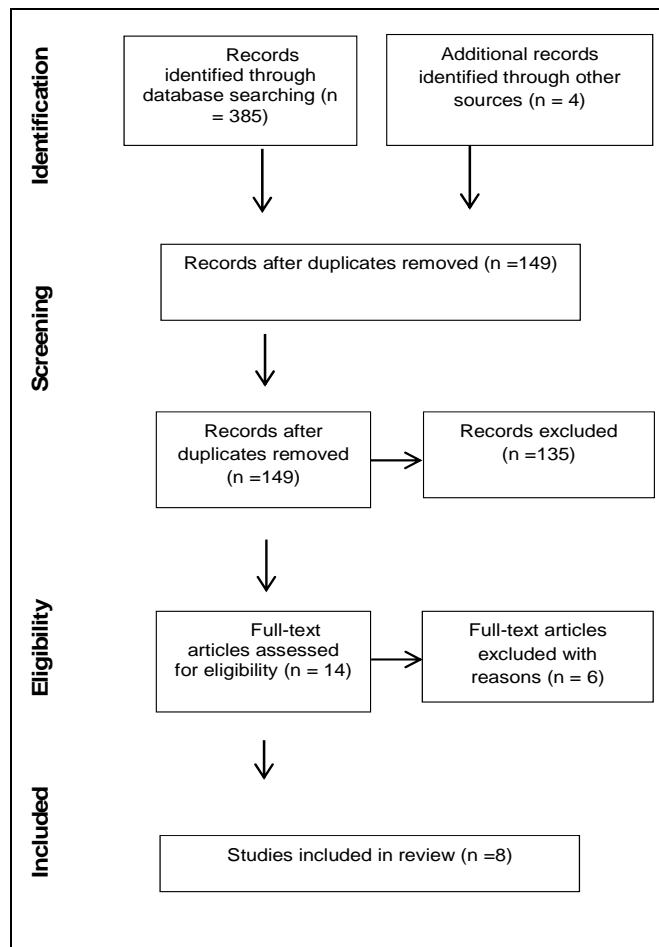 Identification
Records
identified through
database searching (n
= 385)
Additional records
identified through other
sources (n = 4)
Screening
Records after duplicates removed (n =149)
Records after
duplicates removed
(n =149)
Records excluded
(n =135)
Eligibility
Full-text
articles assessed
for eligibility (n = 14)
Full-text articles
excluded with
reasons (n = 6)
Included
Studies included in review (n =8)